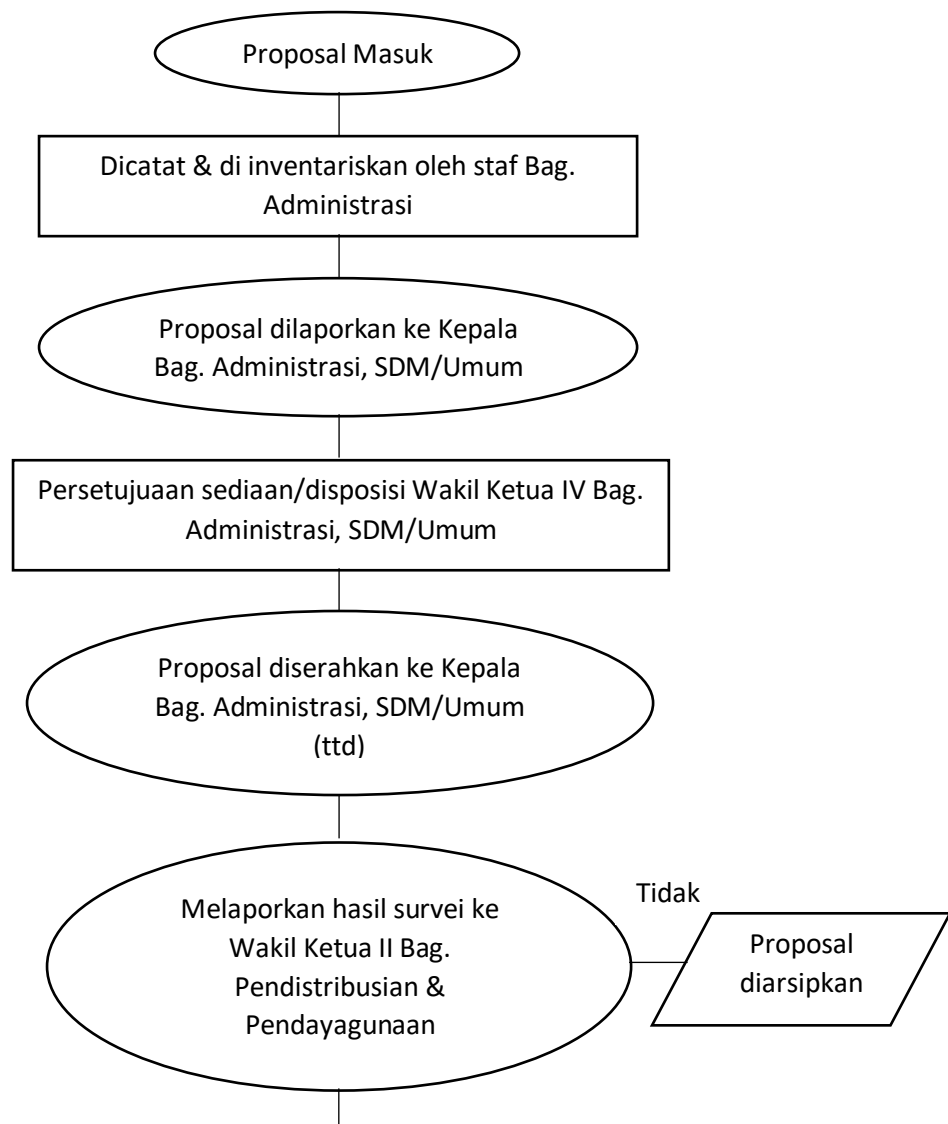 Proposal Masuk
Dicatat & di inventariskan oleh staf Bag.
Administrasi
Proposal dilaporkan ke Kepala
Bag. Administrasi, SDM/Umum
Persetujuaan sediaan/disposisi Wakil Ketua IV Bag.
Administrasi, SDM/Umum
Proposal diserahkan ke Kepala
Bag. Administrasi, SDM/Umum
(ttd)
Melaporkan hasil survei ke
Wakil Ketua II Bag.
Pendistribusian &
Pendayagunaan
Tidak
Proposal
diarsipkan